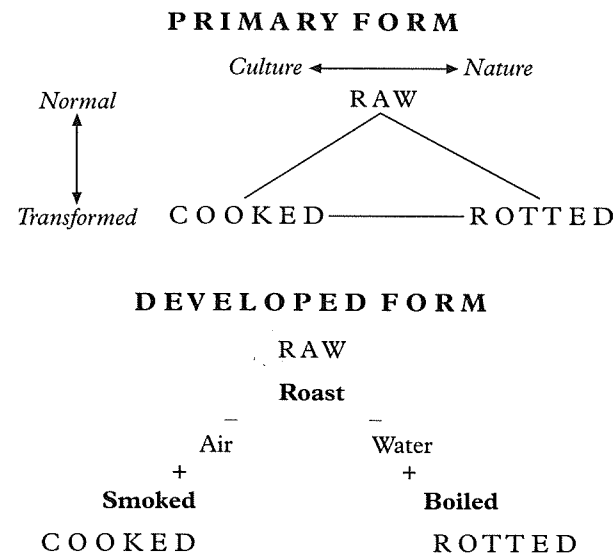 PRIMARY FORM
Culture Nature
Normal RAW
Transformed COOKED ROTTED
DEVELOPED FORM
RAW
Roast
− −
Air Water
+ +
Smoked Boiled
COOKED ROTTED